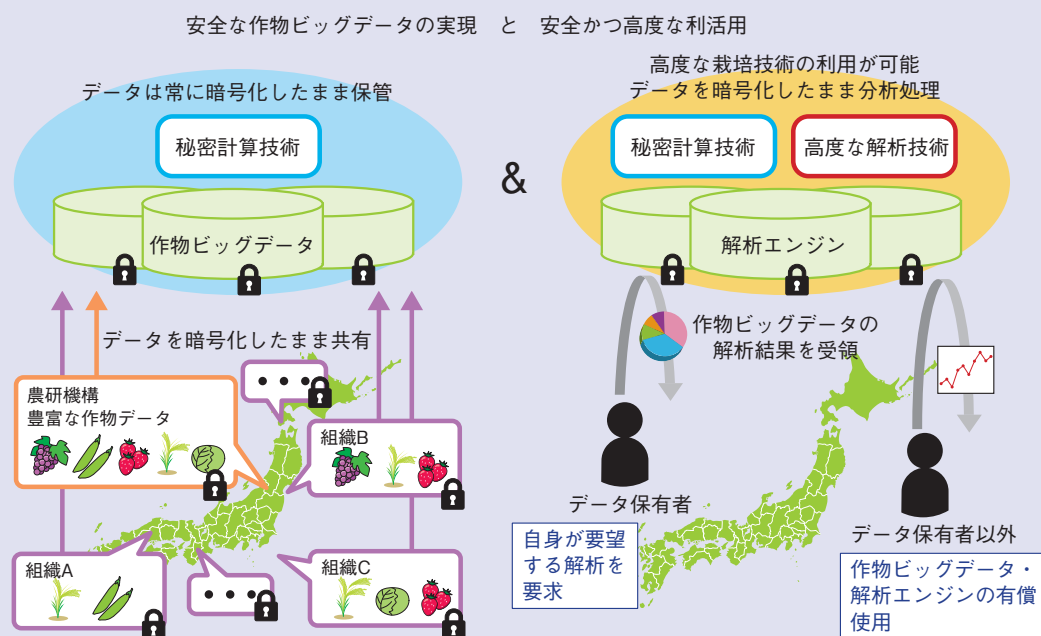 安全な作物ビッグデータの実現 と 安全かつ高度な利活用
データは常に暗号化したまま保管
秘密計算技術
作物ビッグデータ
データを暗号化したまま共有
農研機構
豊富な作物データ
・・・
組織B
組織A
・・・
組織C
&
高度な栽培技術の利用が可能
データを暗号化したまま分析処理
秘密計算技術
高度な解析技術
解析エンジン
作物ビッグデータの
解析結果を受領
データ保有者
自身が要望
する解析を
要求
データ保有者以外
作物ビッグデータ・
解析エンジンの有償
使用